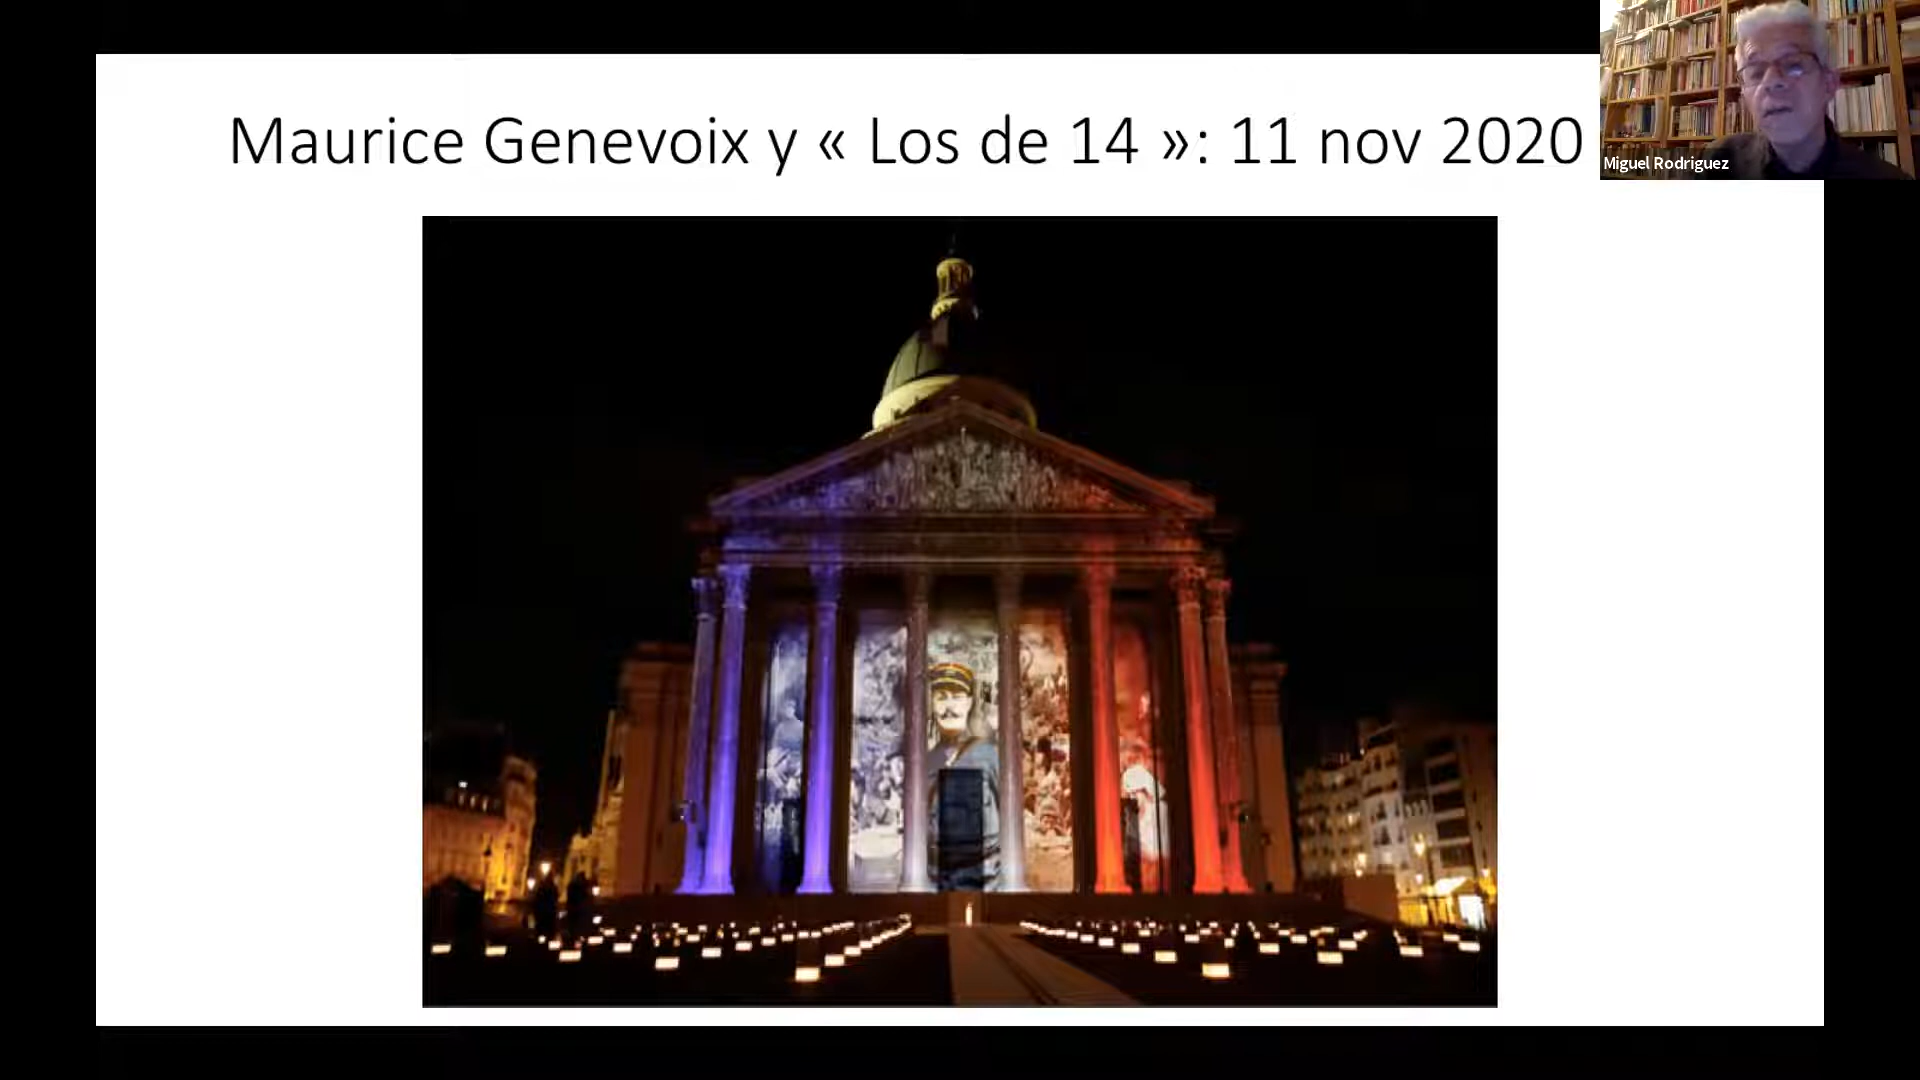 Maurice Genevoix y « Los de 14 »: 11 nov 2020
Miguel Rodriguez